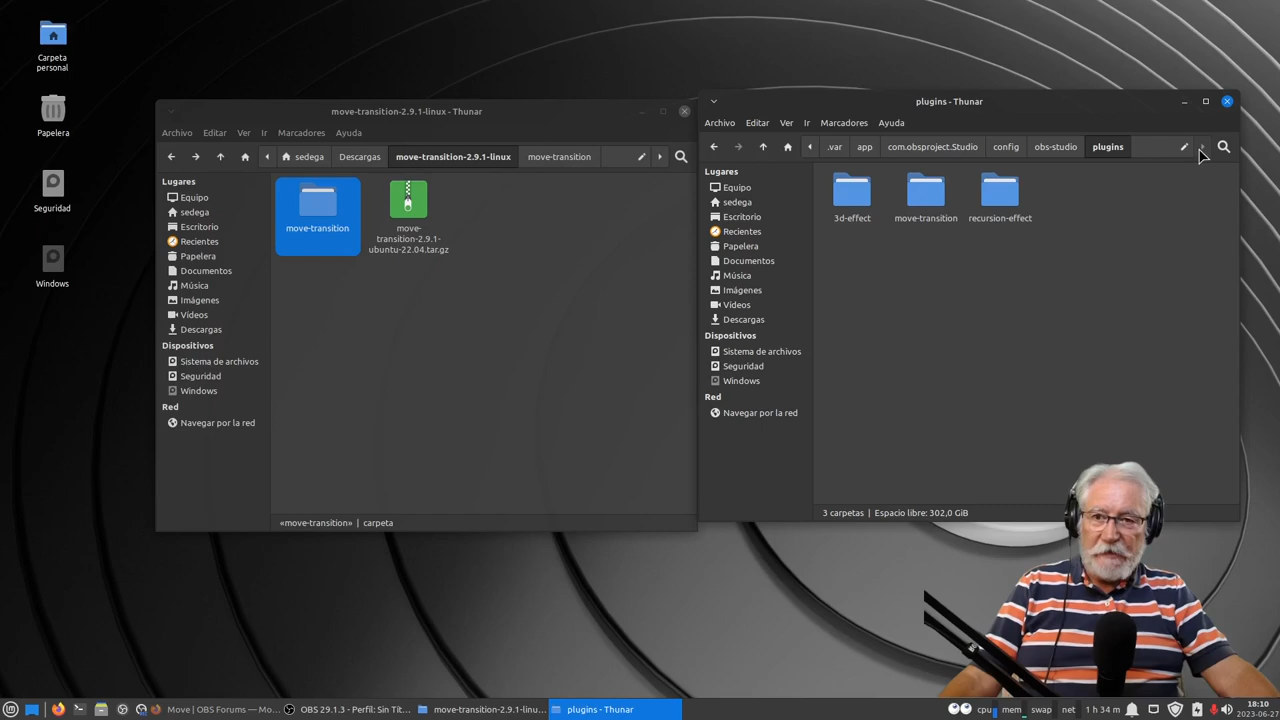 Carpeta
personal
Papelera
Seguridad
Windows
move-transition-2.9.1-linux - Thunar
Archivo Editar Ver Ir Marcadores Ayuda
sedega Descargas move-transition-2.9.1-linux move-transition
Lugares
Equipo
sedega
Escritorio
Recientes
Papelera
Documentos
Música
Imágenes
Vídeos
Descargas
Dispositivos
Sistema de archivos
Seguridad
Windows
Red
Navegar por la red
move-transition
move-
transition-2.9.1-
ubuntu-22.04.tar.gz
«move-transition» | carpeta
plugins - Thunar
Archivo Editar Ver Ir Marcadores Ayuda
.var app com.obsproject.Studio config obs-studio plugins
Lugares
Equipo
sedega
Escritorio
Recientes
Papelera
Documentos
Música
Imágenes
Vídeos
Descargas
Dispositivos
Sistema de archivos
Seguridad
Windows
Red
Navegar por la red
3d-effect
move-transition
recursion-effect
3 carpetas | Espacio libre: 302,0 GiB
Move | OBS Forums — Mo...
OBS 29.1.3 - Perfil: Sin Tít...
move-transition-2.9.1-linu...
plugins - Thunar
cpu mem swap net 1 h 34 m
18:10
2023-06-27